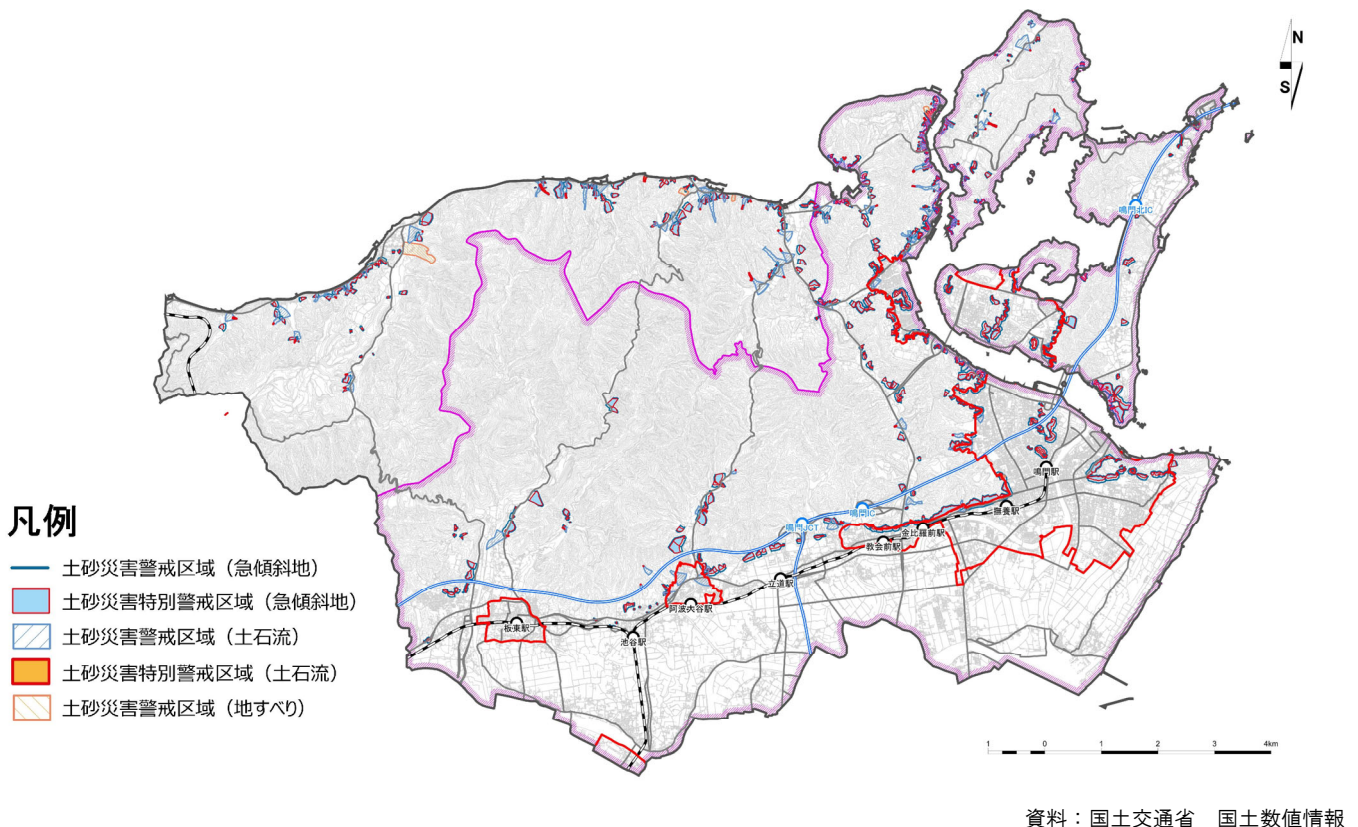 N
S
鳴門北IC
鳴門駅
撫養駅
鳴門IC
鳴門JCT
金比羅前駅
教会前駅
立道駅
阿波大谷駅
板東駅
池谷駅
凡例
土砂災害警戒区域（急傾斜地）
土砂災害特別警戒区域（急傾斜地）
土砂災害警戒区域（土石流）
土砂災害特別警戒区域（土石流）
土砂災害警戒区域（地すべり）
1 0 1 2 3 4km
資料：国土交通省　国土数値情報